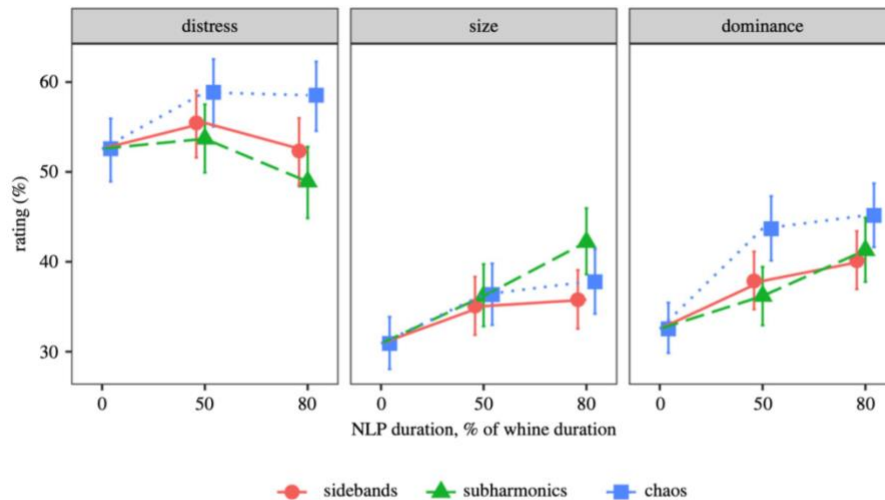 distress
size
dominance
rating (%)
60
50
40
30
0 50 80
0 50 80
0 50 80
NLP duration, % of whine duration
sidebands subharmonics chaos